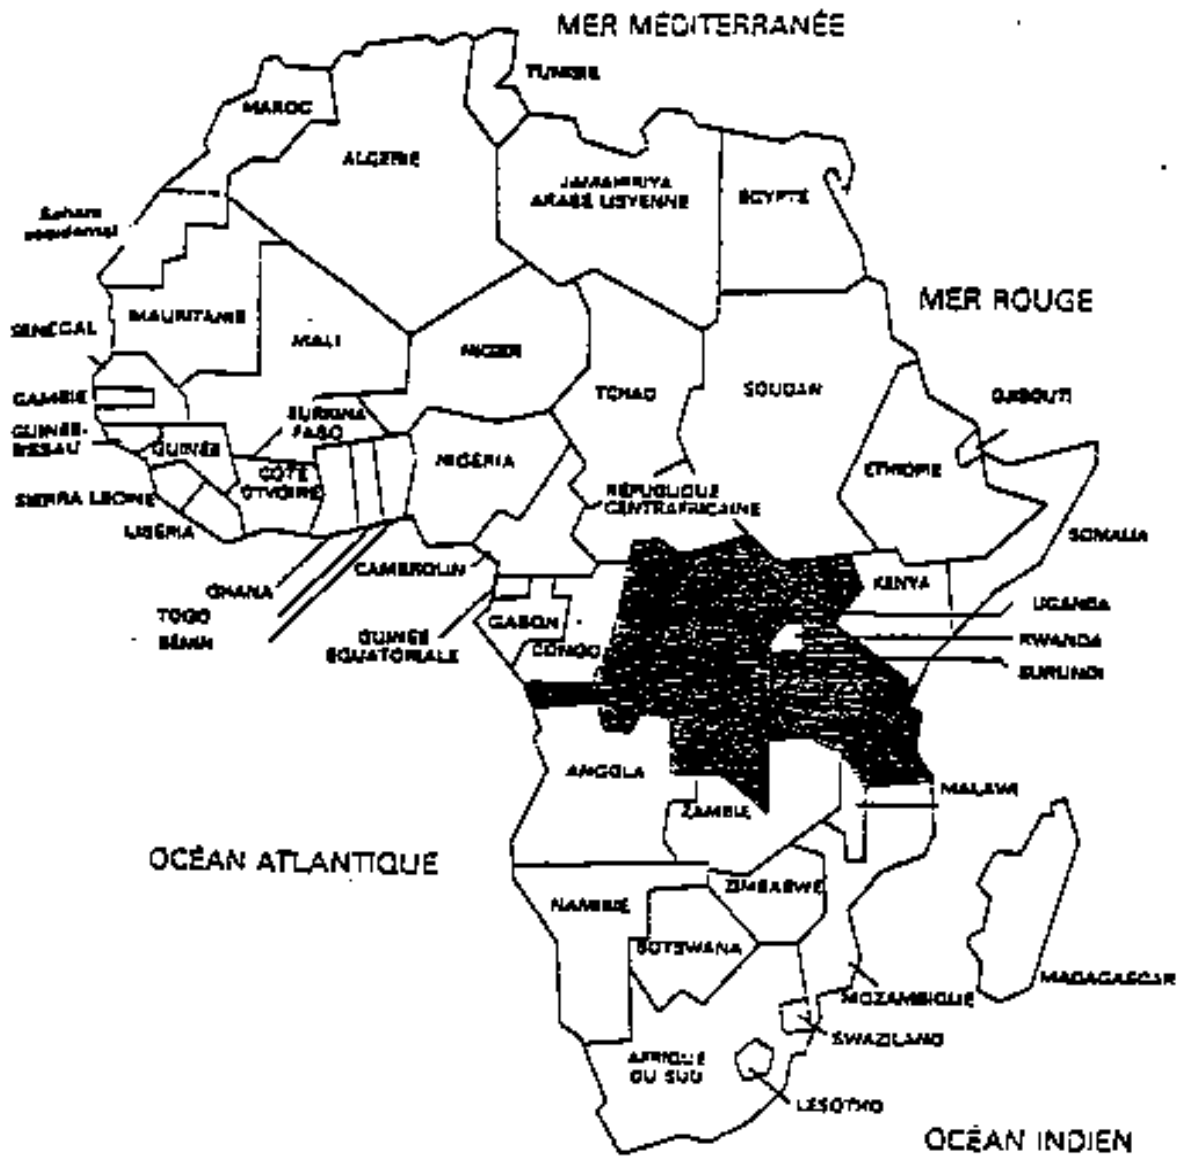 MER MÉDITERRANÉE
TUNISIE
MAROC
ALGÉRIE
JAMAHIRIYA
ARABE LIBYENNE
ÉGYPTE
Sahara
occidental
MER ROUGE
MAURITANIE
SÉNÉGAL
MALI
NIGER
TCHAD
SOUDAN
DJIBOUTI
GAMBIE
BURKINA
FASO
GUINÉE-
BISSAU
GUINÉE
NIGÉRIA
ÉTHIOPIE
CÔTE
D'IVOIRE
RÉPUBLIQUE
CENTRAFRICAINE
SIERRA LEONE
LIBÉRIA
SOMALIA
CAMEROUN
KENYA
GHANA
UGANDA
TOGO
GABON
BÉNIN
GUINÉE
ÉQUATORIALE
CONGO
RWANDA
BURUNDI
ANGOLA
MALAWI
ZAMBIE
OCÉAN ATLANTIQUE
ZIMBABWE
NAMIBIE
BOTSWANA
MADAGASCAR
MOZAMBIQUE
SWAZILAND
AFRIQUE
DU SUD
LESOTHO
OCÉAN INDIEN